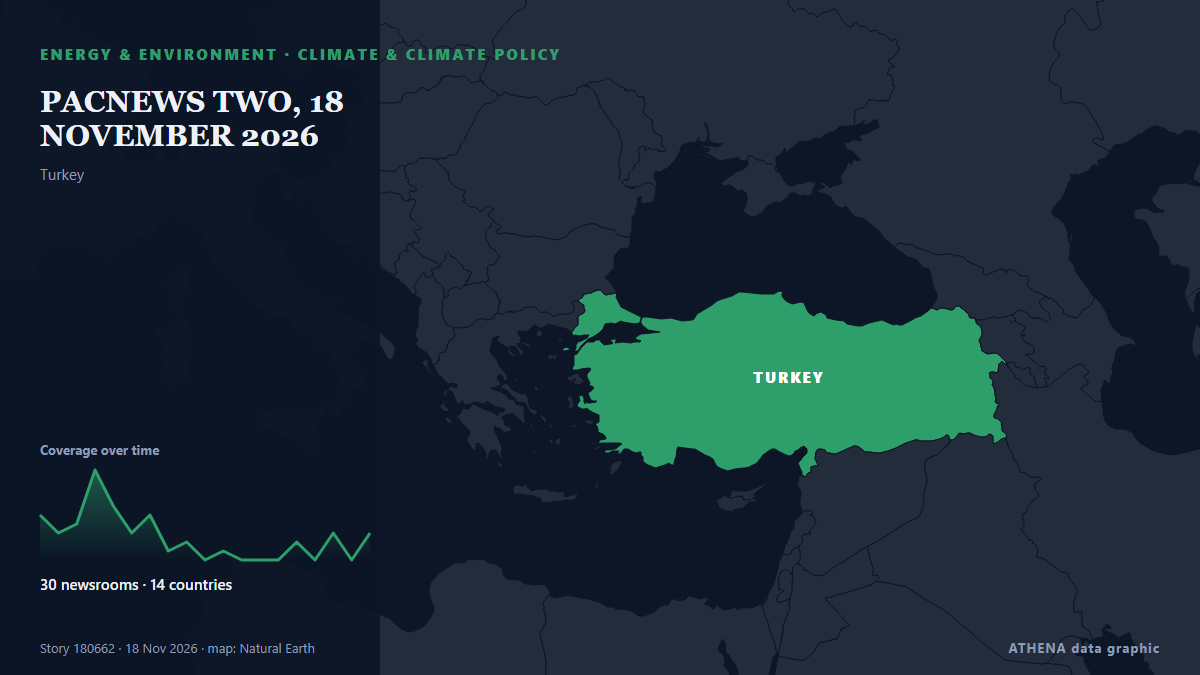 ENERGY & ENVIRONMENT · CLIMATE & CLIMATE POLICY
PACNEWS TWO, 18
NOVEMBER 2026
Turkey
TURKEY
Coverage over time
30 newsrooms · 14 countries
Story 180662 · 18 Nov 2026 · map: Natural Earth
ATHENA data graphic